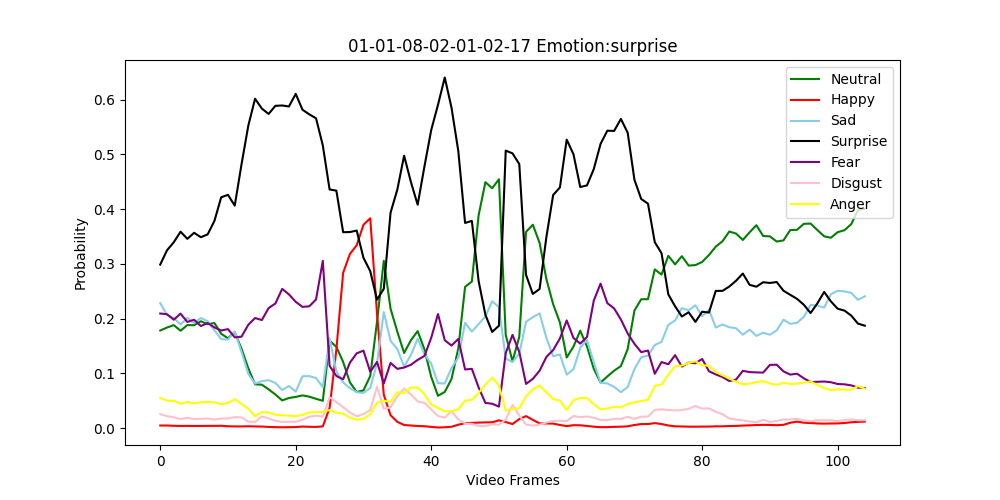 01-01-08-02-01-02-17 Emotion:surprise
Neutral
Happy
Sad
Surprise
Fear
Disgust
Anger
Probability
0.6
0.5
0.4
0.3
0.2
0.1
0.0
0 20 40 60 80 100
Video Frames